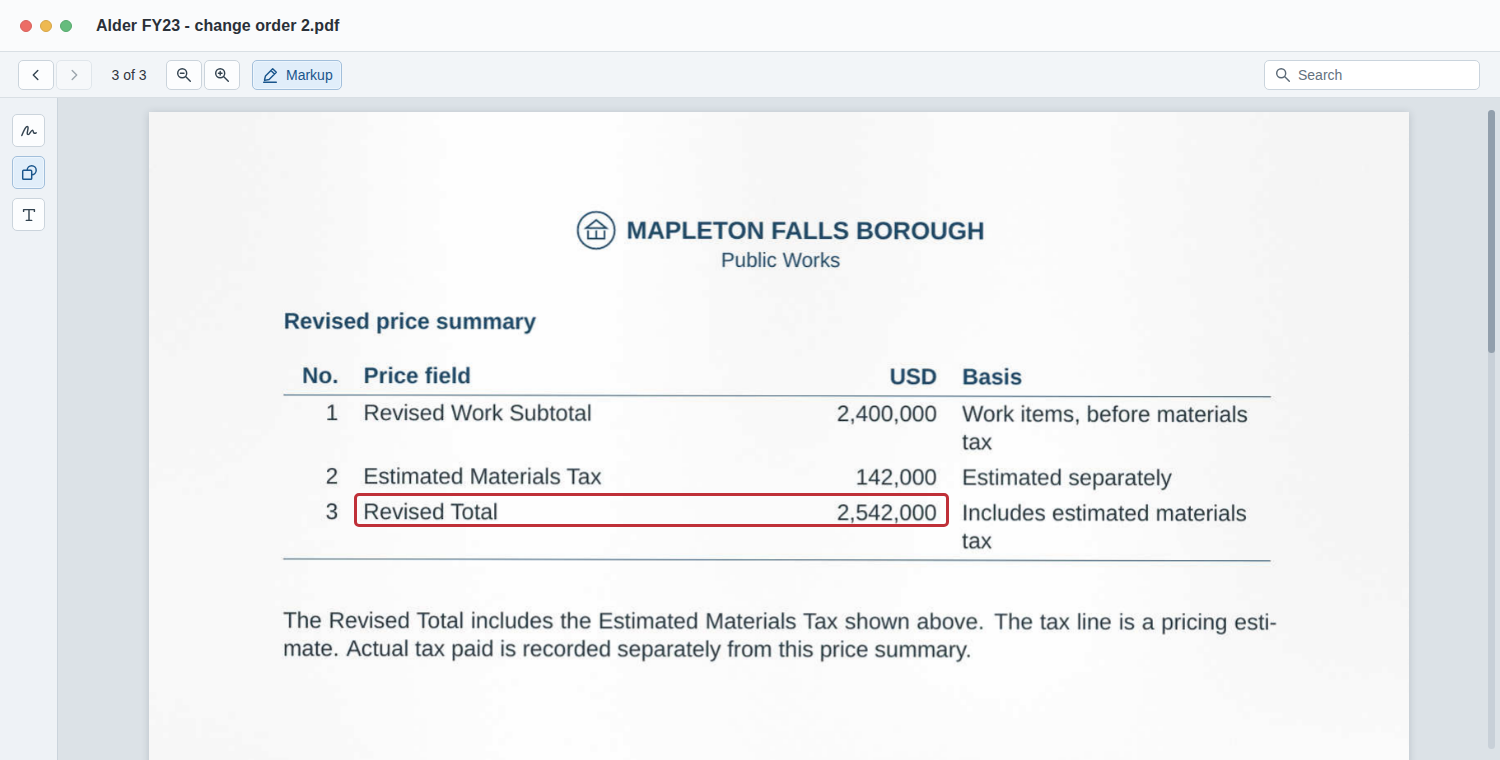 Alder FY23 - change order 2.pdf
3 of 3 Markup Search
MAPLETON FALLS BOROUGH
Public Works
Revised price summary
No. Price field USD Basis
1 Revised Work Subtotal 2,400,000 Work items, before materials
tax
2 Estimated Materials Tax 142,000 Estimated separately
3 Revised Total 2,542,000 Includes estimated materials
tax
The Revised Total includes the Estimated Materials Tax shown above. The tax line is a pricing esti-
mate. Actual tax paid is recorded separately from this price summary.